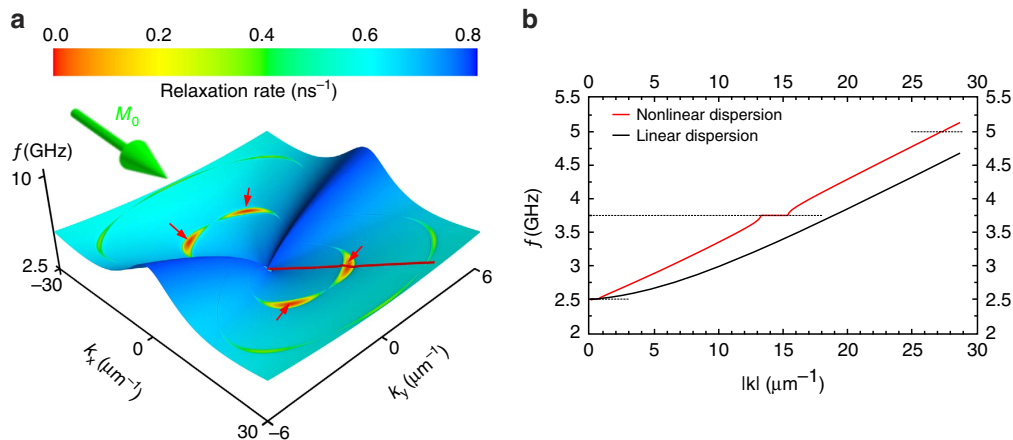 a
0.0 0.2 0.4 0.6 0.8
Relaxation rate (ns⁻¹)
M₀
f (GHz)
10
2.5
−30
0
30
kₓ (μm⁻¹)
−6
0
6
k_y (μm⁻¹)
b
0 5 10 15 20 25 30
5.5
5
4.5
4
3.5
3
2.5
2
f (GHz)
Nonlinear dispersion
Linear dispersion
5.5
5
4.5
4
3.5
3
2.5
2
f (GHz)
0 5 10 15 20 25 30
|k| (μm⁻¹)